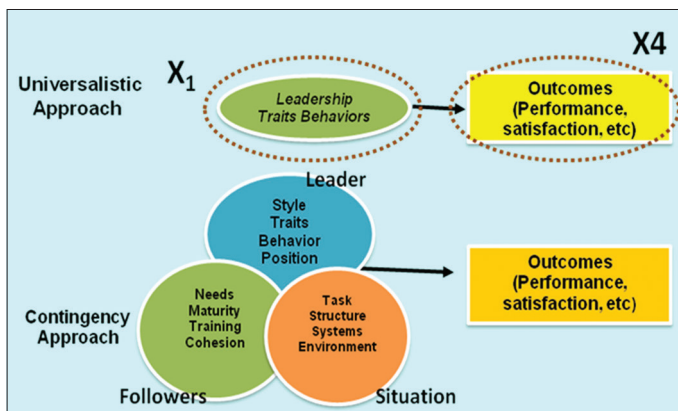 X4
X1
Universalistic
Approach
Leadership
Traits Behaviors
Outcomes
(Performance,
satisfaction, etc)
Leader
Style
Traits
Behavior
Position
Outcomes
(Performance,
satisfaction, etc)
Needs
Maturity
Training
Cohesion
Task
Structure
Systems
Environment
Contingency
Approach
Followers
Situation